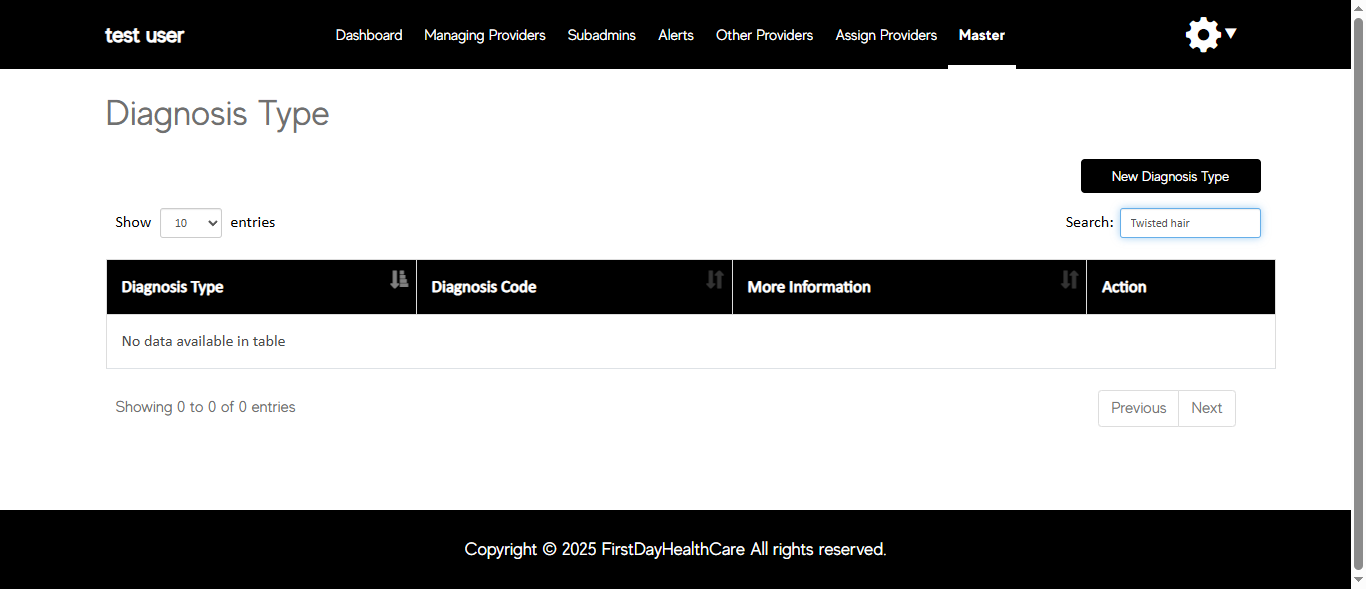 test user Dashboard Managing Providers Subadmins Alerts Other Providers Assign Providers Master
Diagnosis Type
New Diagnosis Type
Show 10 entries Search: Twisted hair
Diagnosis Type Diagnosis Code More Information Action
No data available in table
Showing 0 to 0 of 0 entries Previous Next
Copyright © 2025 FirstDayHealthCare All rights reserved.